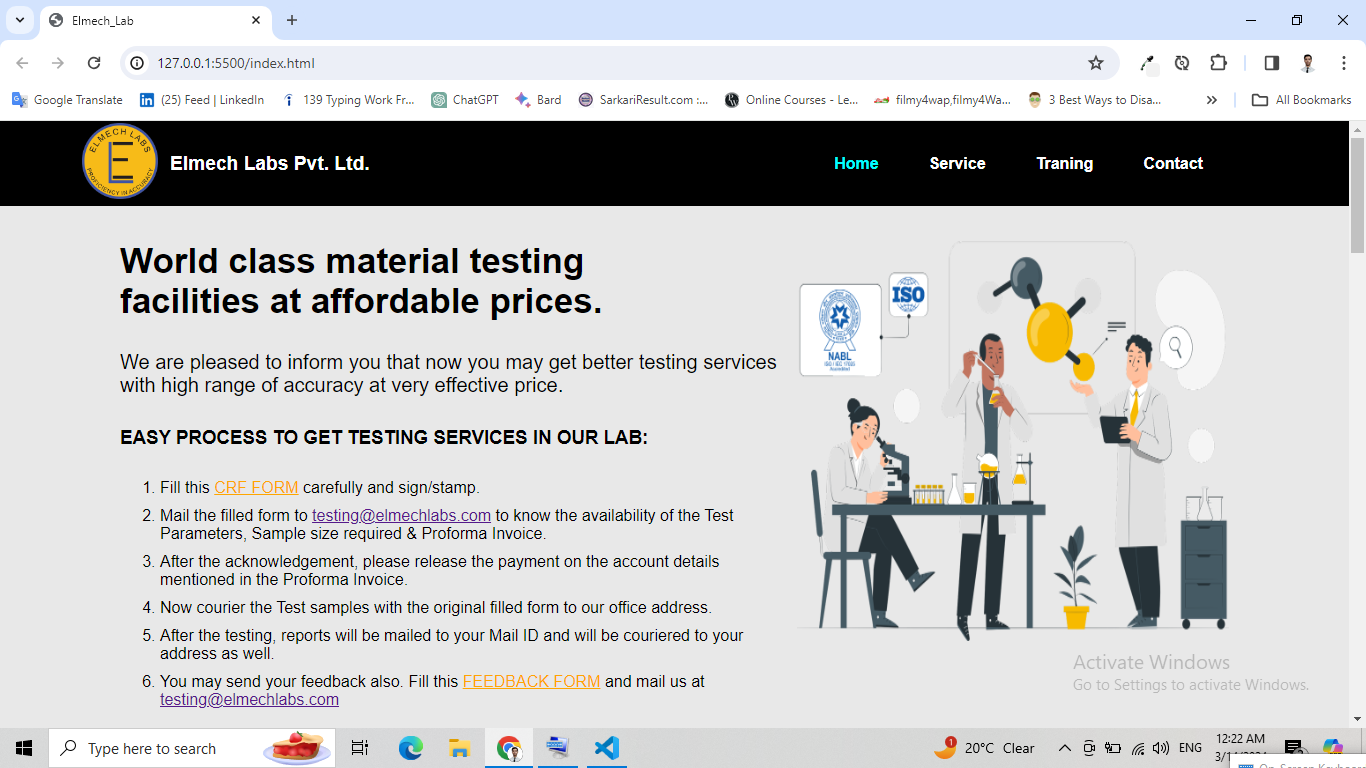 Elmech_Lab
127.0.0.1:5500/index.html
Google Translate
(25) Feed | LinkedIn
139 Typing Work Fr...
ChatGPT
Bard
SarkariResult.com :...
Online Courses - Le...
filmy4wap,filmy4Wa...
3 Best Ways to Disa...
All Bookmarks
ELMECH LABS
PROFICIENCY IN ACCURACY
E
Elmech Labs Pvt. Ltd.
Home Service Traning Contact
World class material testing
facilities at affordable prices.
We are pleased to inform you that now you may get better testing services
with high range of accuracy at very effective price.
EASY PROCESS TO GET TESTING SERVICES IN OUR LAB:
1. Fill this CRF FORM carefully and sign/stamp.
2. Mail the filled form to testing@elmechlabs.com to know the availability of the Test
Parameters, Sample size required & Proforma Invoice.
3. After the acknowledgement, please release the payment on the account details
mentioned in the Proforma Invoice.
4. Now courier the Test samples with the original filled form to our office address.
5. After the testing, reports will be mailed to your Mail ID and will be couriered to your
address as well.
6. You may send your feedback also. Fill this FEEDBACK FORM and mail us at
testing@elmechlabs.com
ISO
NABL
Accredited
Activate Windows
Go to Settings to activate Windows.
Type here to search
1
20°C Clear
ENG
12:22 AM